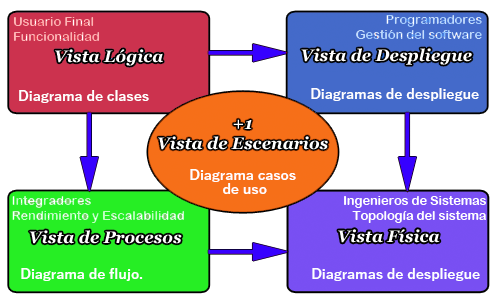 Usuario Final
Funcionalidad
Vista Lógica
Diagrama de clases
Programadores
Gestión del software
Vista de Despliegue
Diagramas de despliegue
+1
Vista de Escenarios
Diagrama casos
de uso
Integradores
Rendimiento y Escalabilidad
Vista de Procesos
Diagrama de flujo.
Ingenieros de Sistemas
Topología del sistema
Vista Física
Diagramas de despliegue